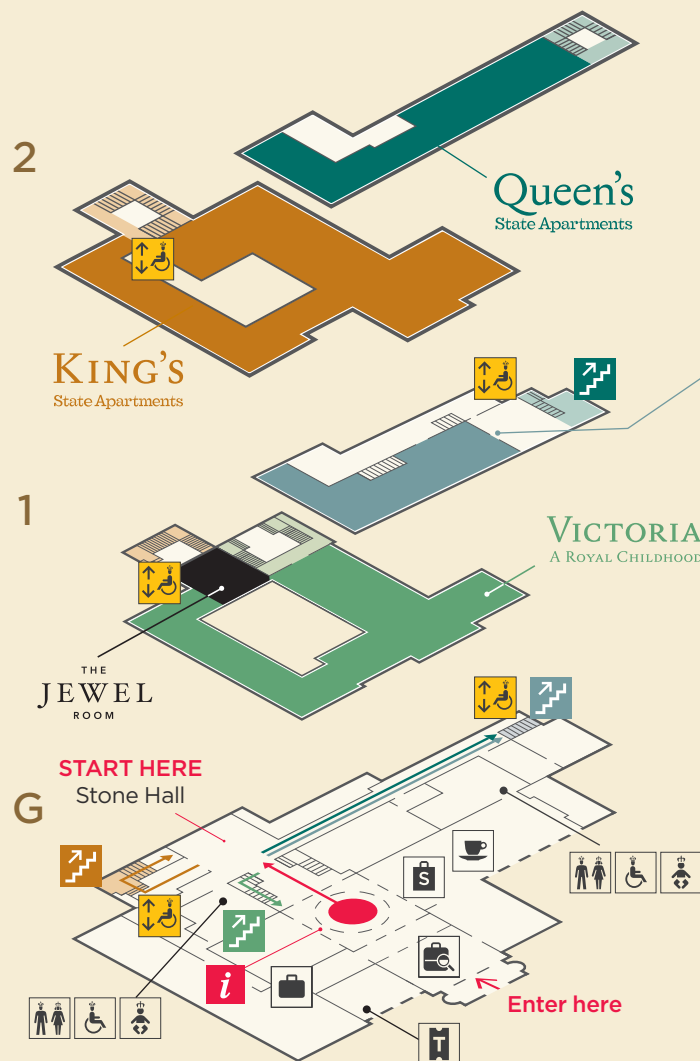 2
Queen's
State Apartments
KING'S
State Apartments
1
VICTORIA
A ROYAL CHILDHOOD
THE
JEWEL
ROOM
START HERE
Stone Hall
G
S
i
Enter here
T